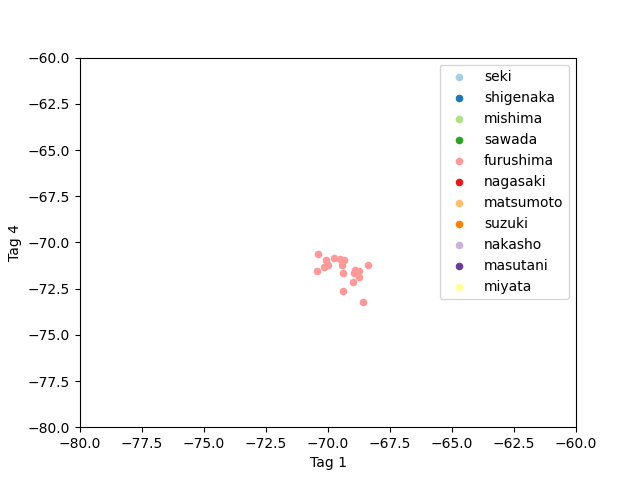 −60.0
−62.5
−65.0
−67.5
−70.0
−72.5
−75.0
−77.5
−80.0
Tag 4
seki
shigenaka
mishima
sawada
furushima
nagasaki
matsumoto
suzuki
nakasho
masutani
miyata
−80.0 −77.5 −75.0 −72.5 −70.0 −67.5 −65.0 −62.5 −60.0
Tag 1